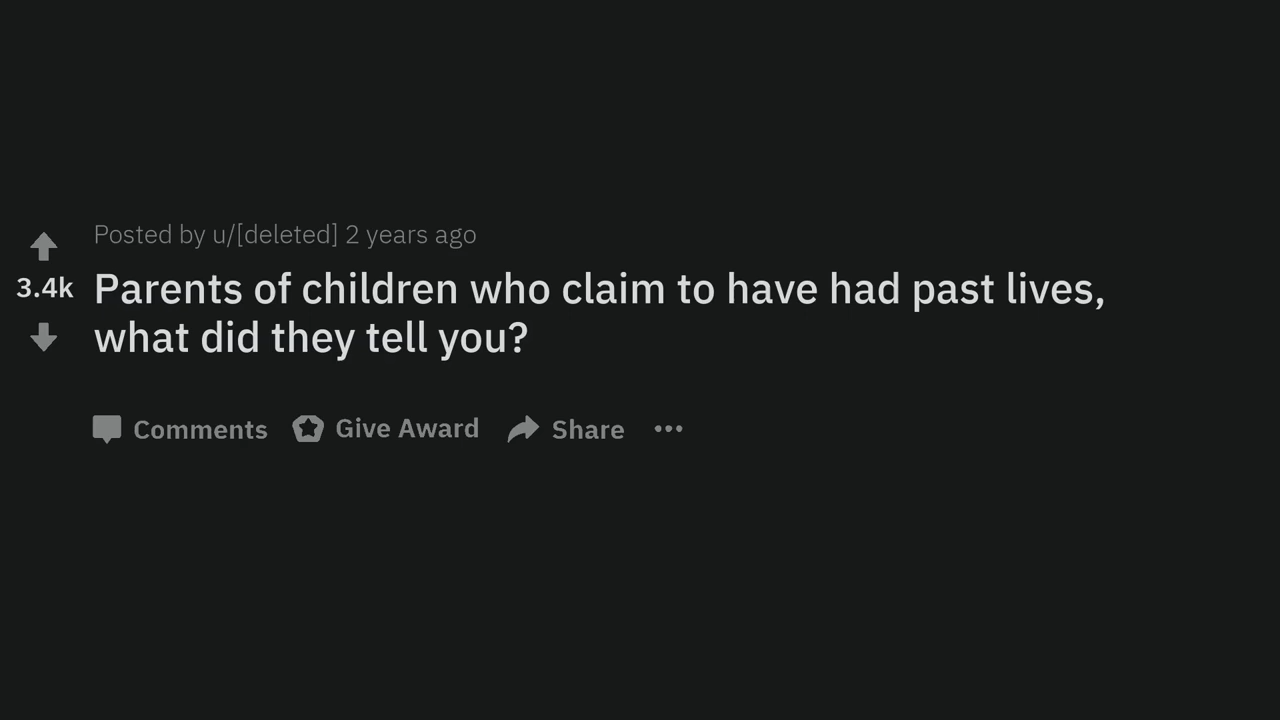 Posted by u/[deleted] 2 years ago
3.4k
Parents of children who claim to have had past lives,
what did they tell you?
Comments Give Award Share